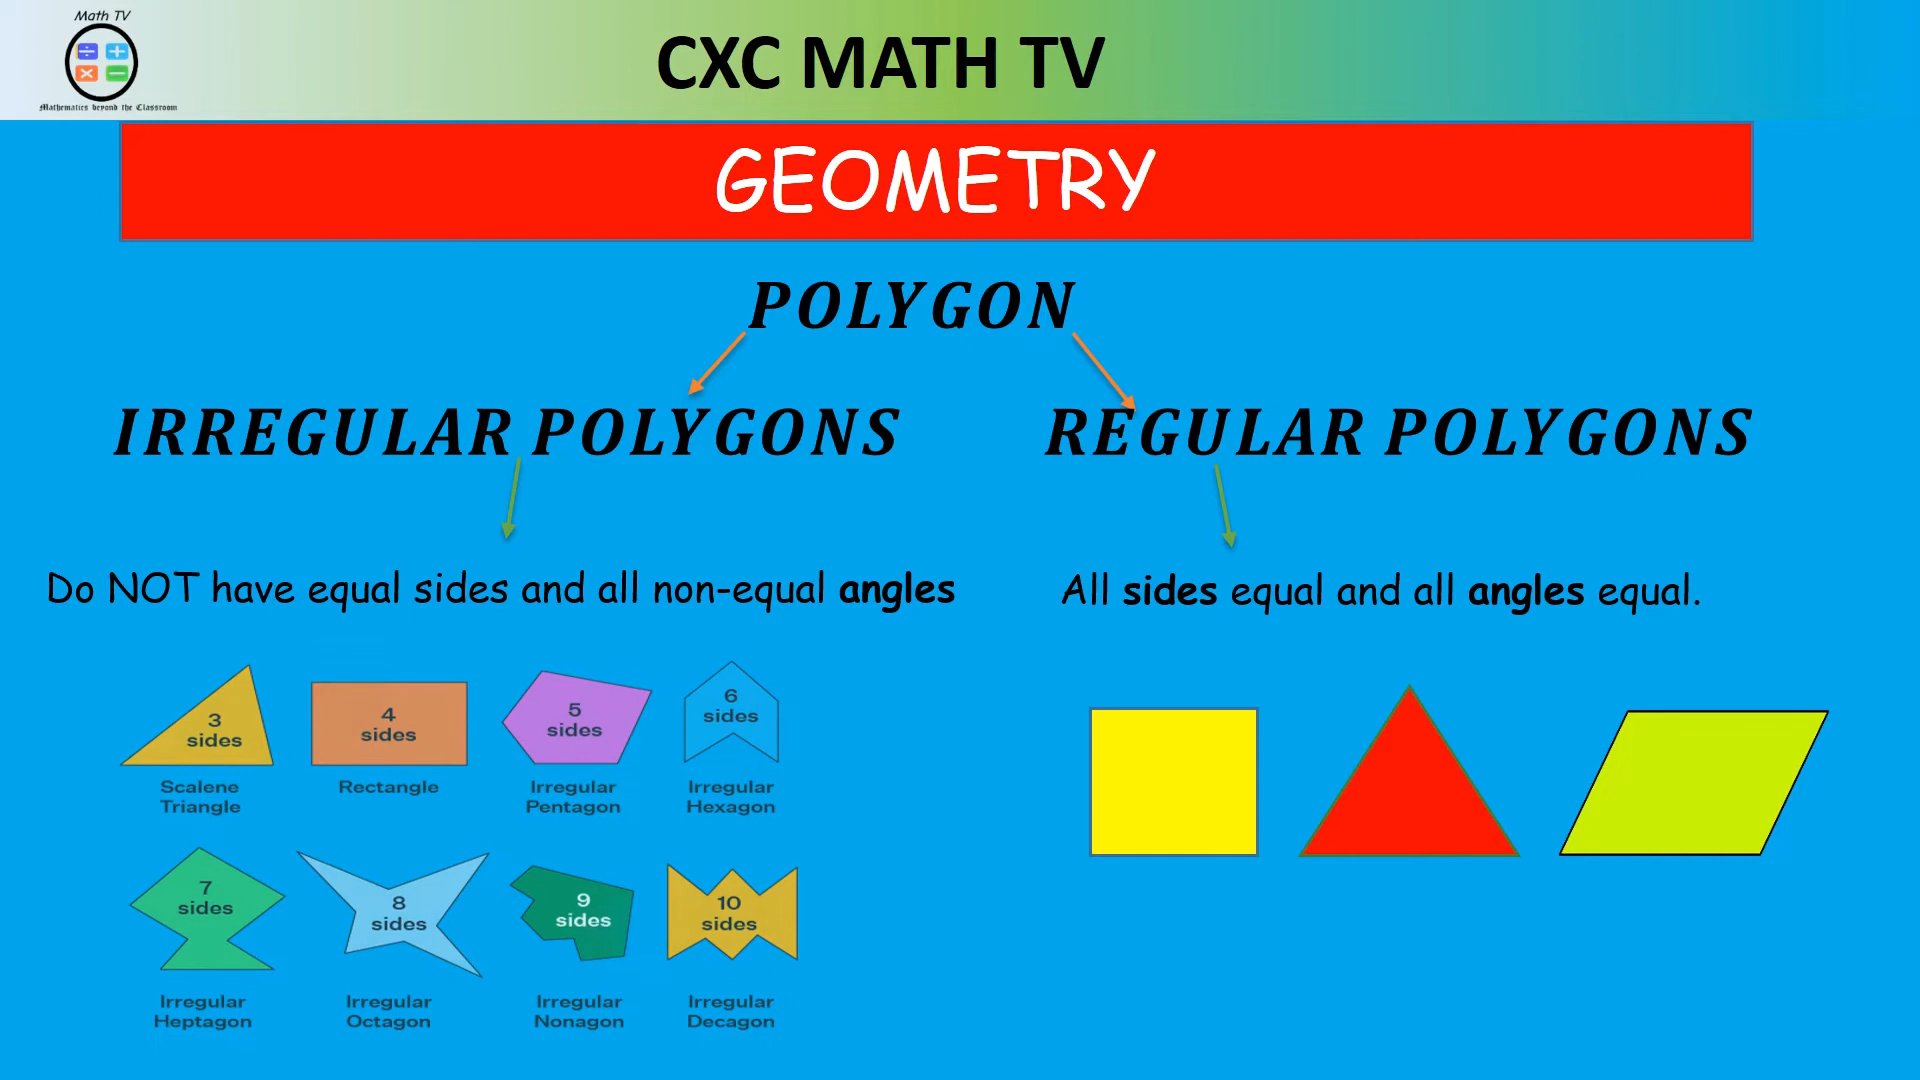 Math TV
Mathematics beyond the Classroom
CXC MATH TV
GEOMETRY
POLYGON
IRREGULAR POLYGONS
REGULAR POLYGONS
Do NOT have equal sides and all non-equal angles
All sides equal and all angles equal.
3
sides
Scalene
Triangle
4
sides
Rectangle
5
sides
Irregular
Pentagon
6
sides
Irregular
Hexagon
7
sides
Irregular
Heptagon
8
sides
Irregular
Octagon
9
sides
Irregular
Nonagon
10
sides
Irregular
Decagon